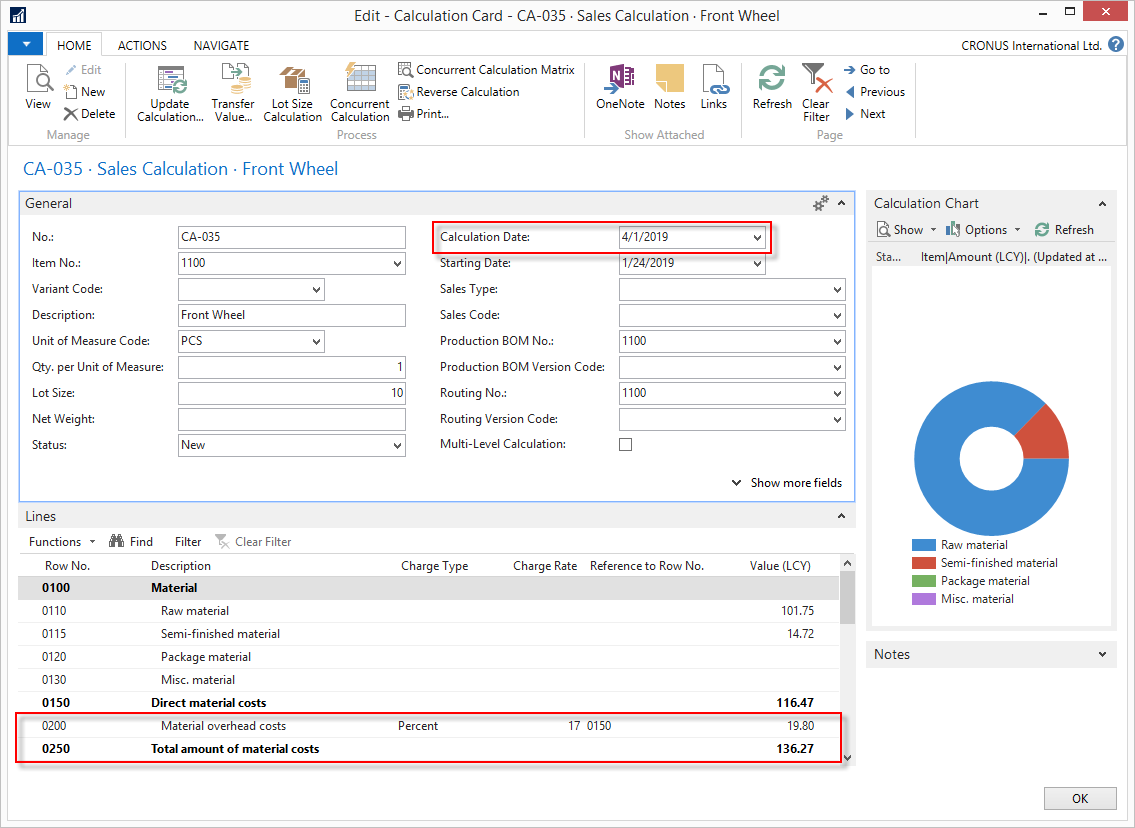 Edit - Calculation Card - CA-035 · Sales Calculation · Front Wheel
HOME ACTIONS NAVIGATE CRONUS International Ltd. ?
View
Edit
New
Delete
Manage
Update Calculation...
Transfer Value...
Lot Size Calculation
Concurrent Calculation
Concurrent Calculation Matrix
Reverse Calculation
Print...
Process
OneNote
Notes
Links
Show Attached
Refresh
Clear Filter
Go to
Previous
Next
Page
CA-035 · Sales Calculation · Front Wheel
General
No.: CA-035
Item No.: 1100
Variant Code:
Description: Front Wheel
Unit of Measure Code: PCS
Qty. per Unit of Measure: 1
Lot Size: 10
Net Weight:
Status: New
Calculation Date: 4/1/2019
Starting Date: 1/24/2019
Sales Type:
Sales Code:
Production BOM No.: 1100
Production BOM Version Code:
Routing No.: 1100
Routing Version Code:
Multi-Level Calculation:
Show more fields
Lines
Functions Find Filter Clear Filter
Row No. Description Charge Type Charge Rate Reference to Row No. Value (LCY)
0100 Material
0110 Raw material 101.75
0115 Semi-finished material 14.72
0120 Package material
0130 Misc. material
0150 Direct material costs 116.47
0200 Material overhead costs Percent 17 0150 19.80
0250 Total amount of material costs 136.27
Calculation Chart
Show Options Refresh
Sta... Item|Amount (LCY)|. (Updated at ...
Raw material
Semi-finished material
Package material
Misc. material
Notes
OK